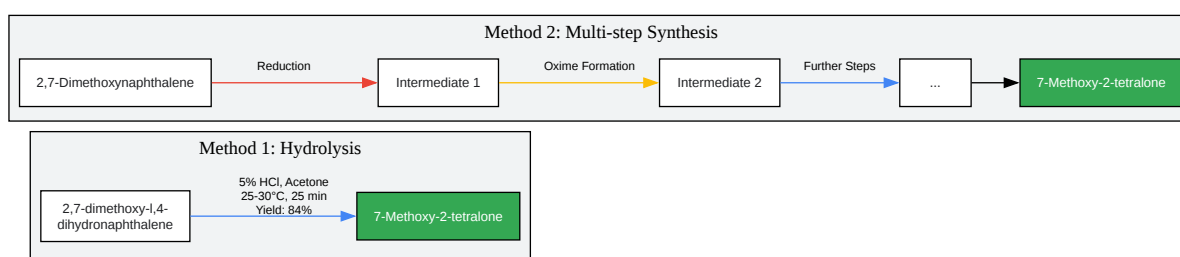 Method 2: Multi-step Synthesis
2,7-Dimethoxynaphthalene
Reduction
Intermediate 1
Oxime Formation
Intermediate 2
Further Steps
...
7-Methoxy-2-tetralone
Method 1: Hydrolysis
2,7-dimethoxy-l,4-
dihydronaphthalene
5% HCl, Acetone
25-30°C, 25 min
Yield: 84%
7-Methoxy-2-tetralone